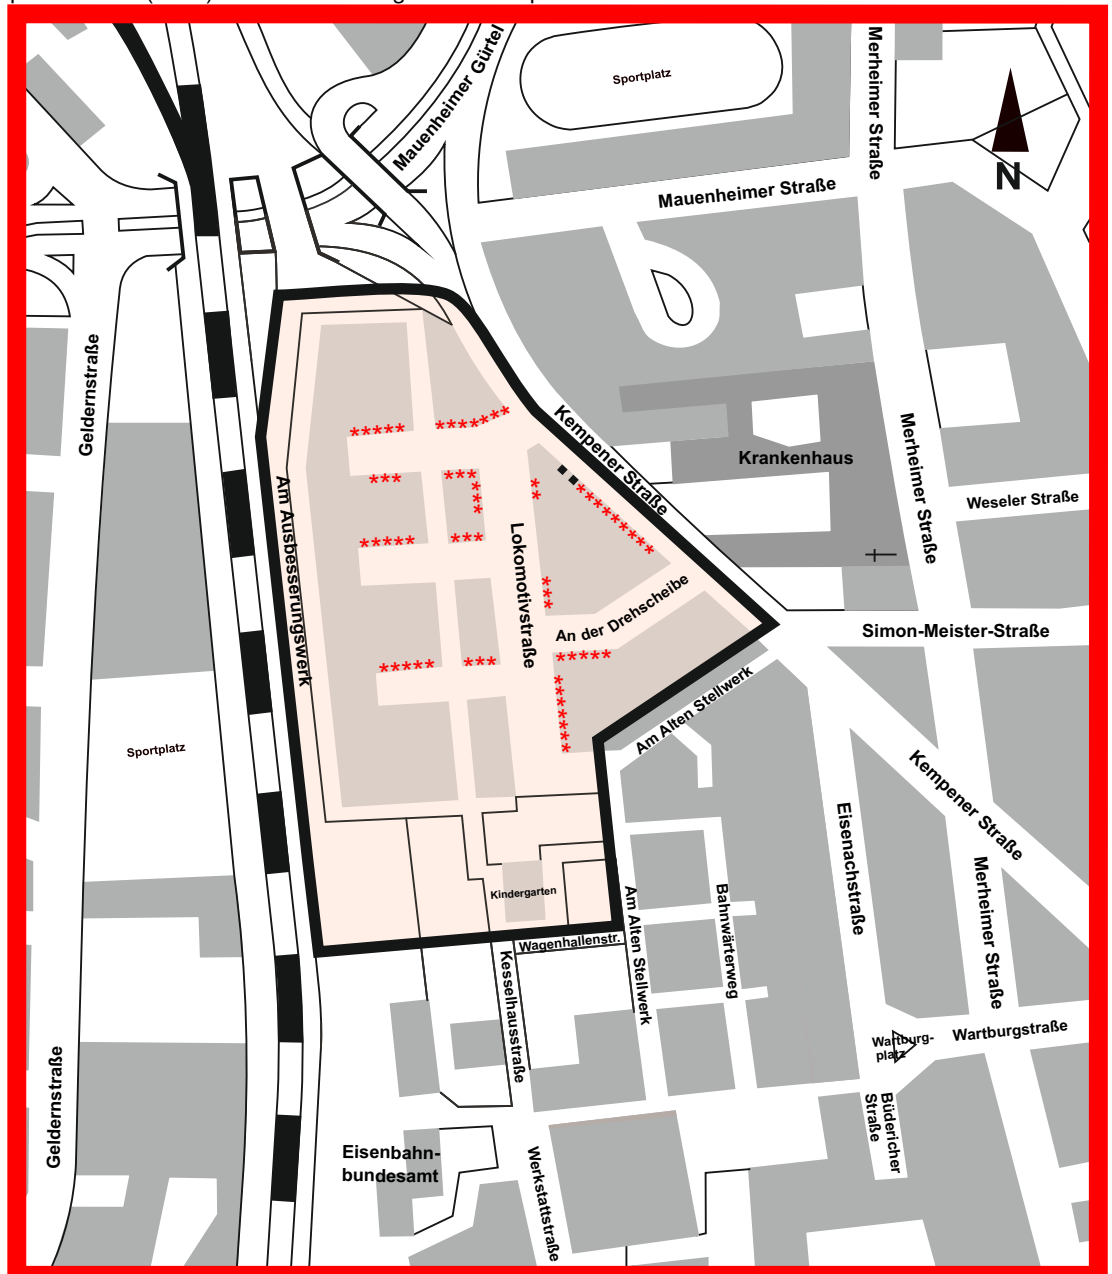 Mauenheimer Gürtel
Sportplatz
Merheimer Straße
N
Mauenheimer Straße
Geldernstraße
Kempener Straße
Krankenhaus
Merheimer Straße
Weseler Straße
Am Ausbesserungswerk
Lokomotivstraße
An der Drehscheibe
Simon-Meister-Straße
Am Alten Stellwerk
Sportplatz
Kempener Straße
Eisenachstraße
Merheimer Straße
Kindergarten
Am Alten Stellwerk
Bahnwärterweg
Wagenhallenstr.
Kesselhausstraße
Wartburg-
platz
Wartburgstraße
Geldernstraße
Büdericher
Straße
Eisenbahn-
bundesamt
Werkstattstraße